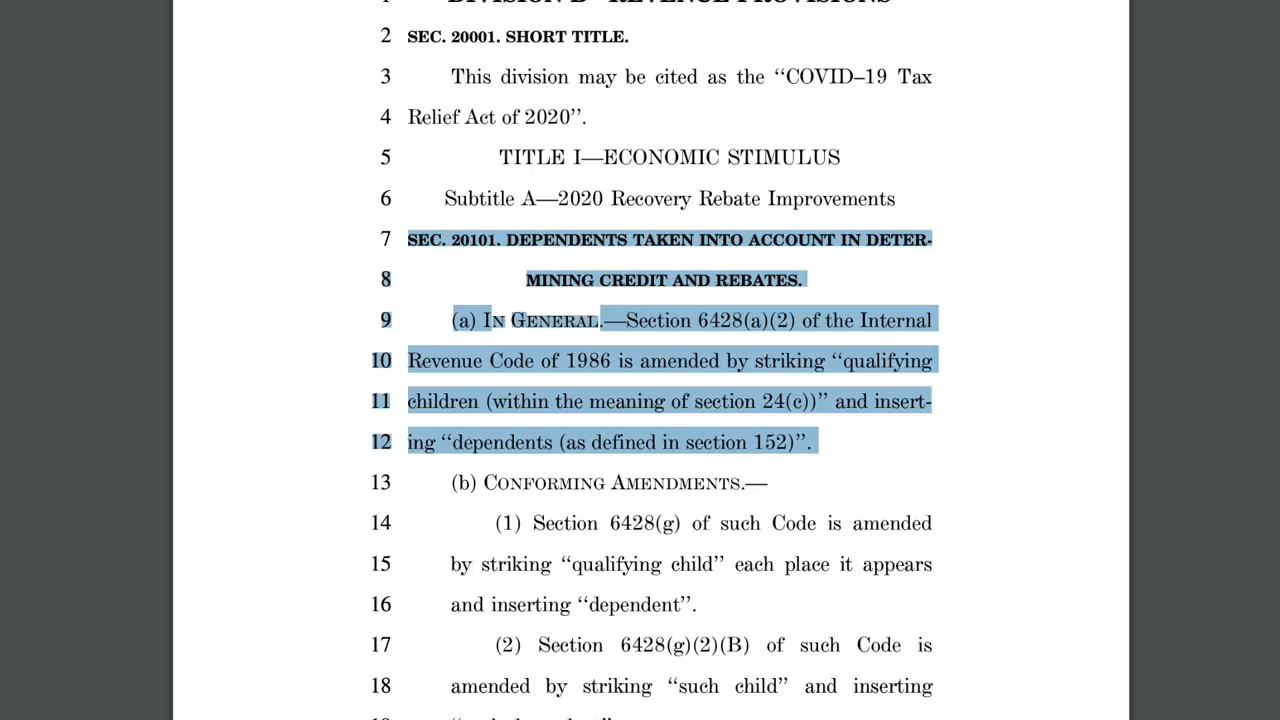 1 DIVISION B—REVENUE PROVISIONS
2 SEC. 20001. SHORT TITLE.
3 This division may be cited as the ‘‘COVID–19 Tax
4 Relief Act of 2020’’.
5 TITLE I—ECONOMIC STIMULUS
6 Subtitle A—2020 Recovery Rebate Improvements
7 SEC. 20101. DEPENDENTS TAKEN INTO ACCOUNT IN DETER-
8 MINING CREDIT AND REBATES.
9 (a) IN GENERAL.—Section 6428(a)(2) of the Internal
10 Revenue Code of 1986 is amended by striking ‘‘qualifying
11 children (within the meaning of section 24(c))’’ and insert-
12 ing ‘‘dependents (as defined in section 152)’’.
13 (b) CONFORMING AMENDMENTS.—
14 (1) Section 6428(g) of such Code is amended
15 by striking ‘‘qualifying child’’ each place it appears
16 and inserting ‘‘dependent’’.
17 (2) Section 6428(g)(2)(B) of such Code is
18 amended by striking ‘‘such child’’ and inserting